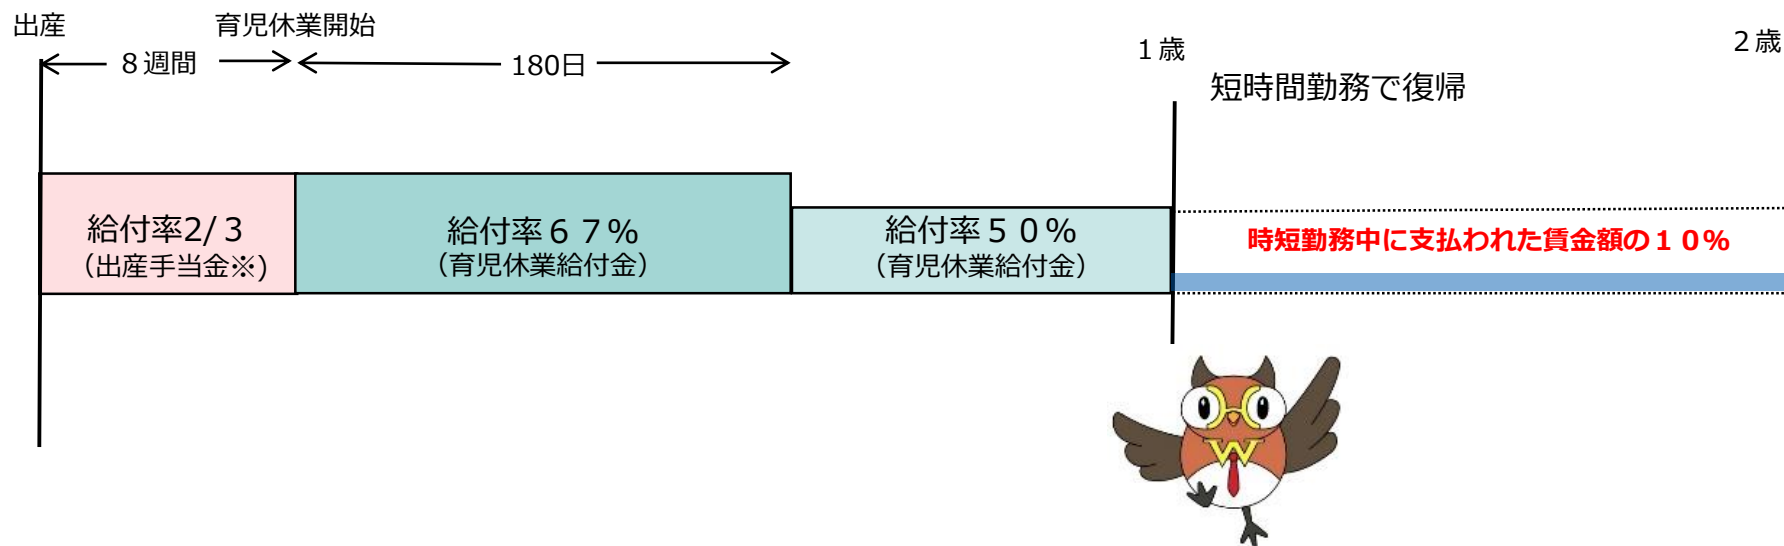 出産
育児休業開始
８週間
180日
１歳
２歳
短時間勤務で復帰
給付率2/３
（出産手当金※）
給付率６７％
（育児休業給付金）
給付率５０％
（育児休業給付金）
時短勤務中に支払われた賃金額の１０％
W